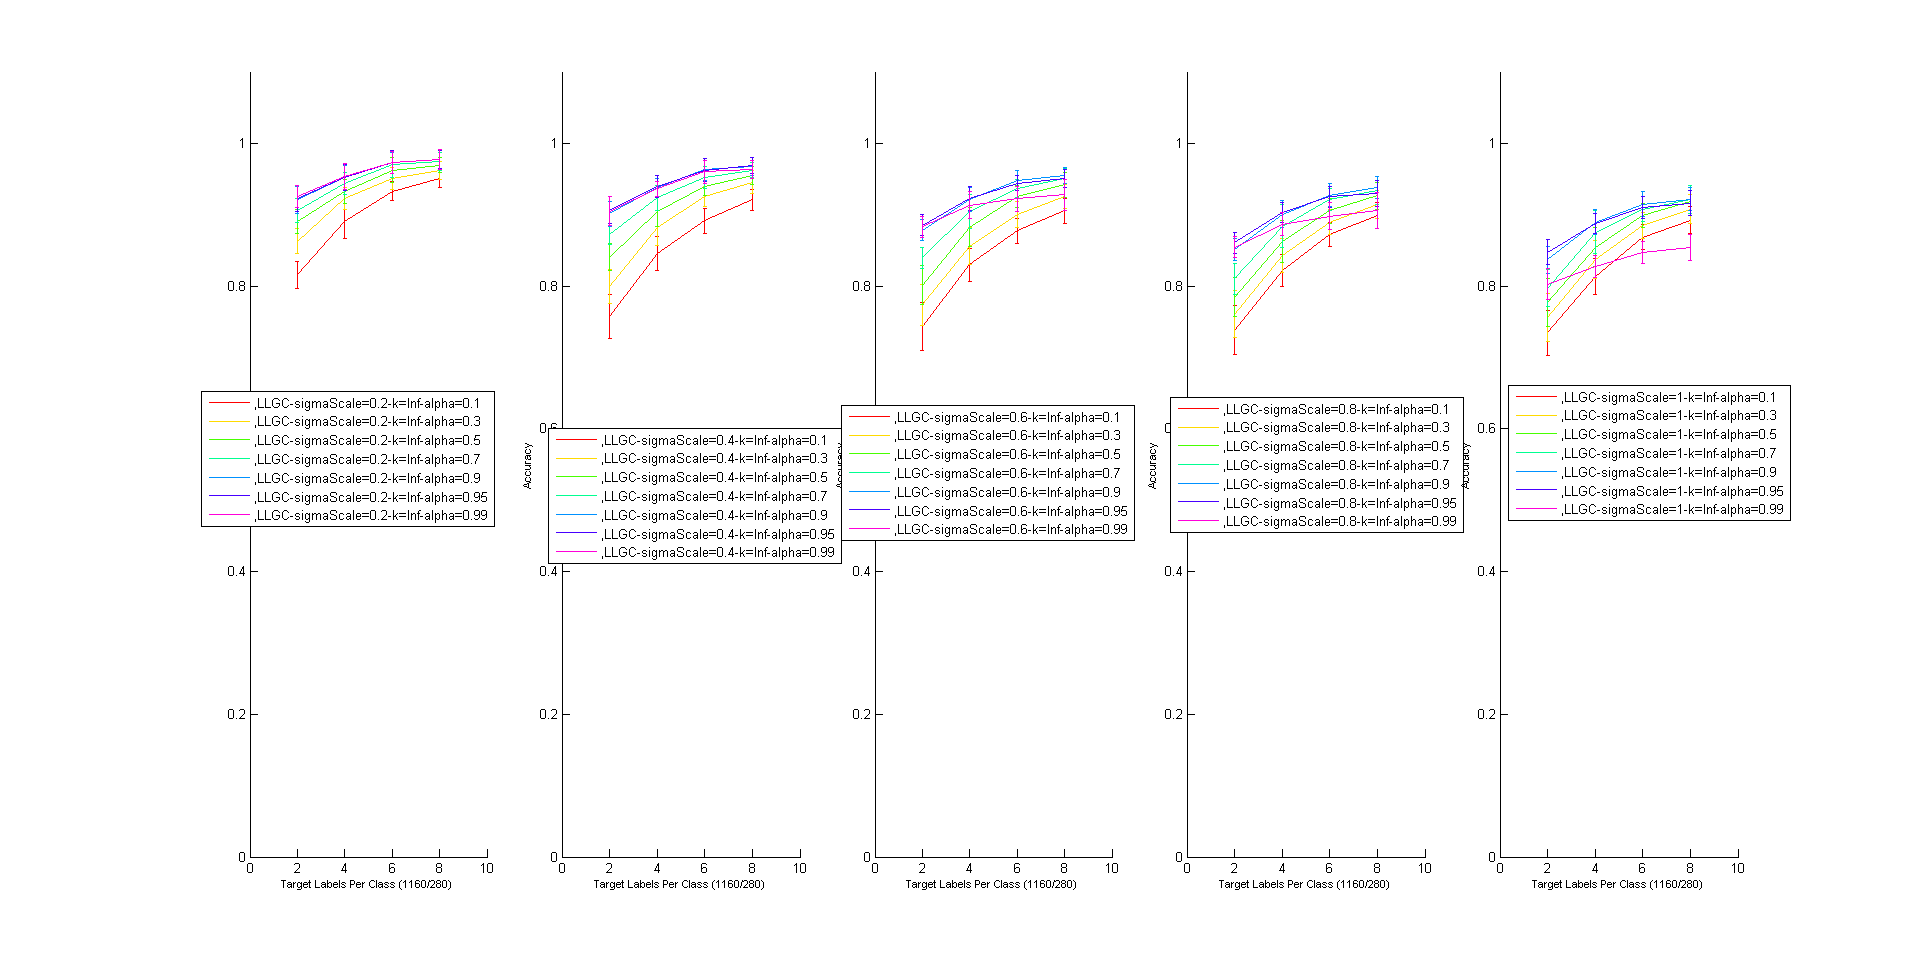 1
0.8
0.4
0.2
0
0
2
4
6
8
10
Target Labels Per Class (1160/280)
,LLGC-sigmaScale=0.2-k=Inf-alpha=0.1
,LLGC-sigmaScale=0.2-k=Inf-alpha=0.3
,LLGC-sigmaScale=0.2-k=Inf-alpha=0.5
,LLGC-sigmaScale=0.2-k=Inf-alpha=0.7
,LLGC-sigmaScale=0.2-k=Inf-alpha=0.9
,LLGC-sigmaScale=0.2-k=Inf-alpha=0.95
,LLGC-sigmaScale=0.2-k=Inf-alpha=0.99
Accuracy
1
0.8
0.4
0.2
0
0
2
4
6
8
10
Target Labels Per Class (1160/280)
,LLGC-sigmaScale=0.4-k=Inf-alpha=0.1
,LLGC-sigmaScale=0.4-k=Inf-alpha=0.3
,LLGC-sigmaScale=0.4-k=Inf-alpha=0.5
,LLGC-sigmaScale=0.4-k=Inf-alpha=0.7
,LLGC-sigmaScale=0.4-k=Inf-alpha=0.9
,LLGC-sigmaScale=0.4-k=Inf-alpha=0.95
,LLGC-sigmaScale=0.4-k=Inf-alpha=0.99
1
0.8
0.4
0.2
0
0
2
4
6
8
10
Target Labels Per Class (1160/280)
,LLGC-sigmaScale=0.6-k=Inf-alpha=0.1
,LLGC-sigmaScale=0.6-k=Inf-alpha=0.3
,LLGC-sigmaScale=0.6-k=Inf-alpha=0.5
,LLGC-sigmaScale=0.6-k=Inf-alpha=0.7
,LLGC-sigmaScale=0.6-k=Inf-alpha=0.9
,LLGC-sigmaScale=0.6-k=Inf-alpha=0.95
,LLGC-sigmaScale=0.6-k=Inf-alpha=0.99
Accuracy
1
0.8
0.4
0.2
0
0
2
4
6
8
10
Target Labels Per Class (1160/280)
,LLGC-sigmaScale=0.8-k=Inf-alpha=0.1
,LLGC-sigmaScale=0.8-k=Inf-alpha=0.3
,LLGC-sigmaScale=0.8-k=Inf-alpha=0.5
,LLGC-sigmaScale=0.8-k=Inf-alpha=0.7
,LLGC-sigmaScale=0.8-k=Inf-alpha=0.9
,LLGC-sigmaScale=0.8-k=Inf-alpha=0.95
,LLGC-sigmaScale=0.8-k=Inf-alpha=0.99
Accuracy
1
0.8
0.6
0.4
0.2
0
0
2
4
6
8
10
Target Labels Per Class (1160/280)
,LLGC-sigmaScale=1-k=Inf-alpha=0.1
,LLGC-sigmaScale=1-k=Inf-alpha=0.3
,LLGC-sigmaScale=1-k=Inf-alpha=0.5
,LLGC-sigmaScale=1-k=Inf-alpha=0.7
,LLGC-sigmaScale=1-k=Inf-alpha=0.9
,LLGC-sigmaScale=1-k=Inf-alpha=0.95
,LLGC-sigmaScale=1-k=Inf-alpha=0.99